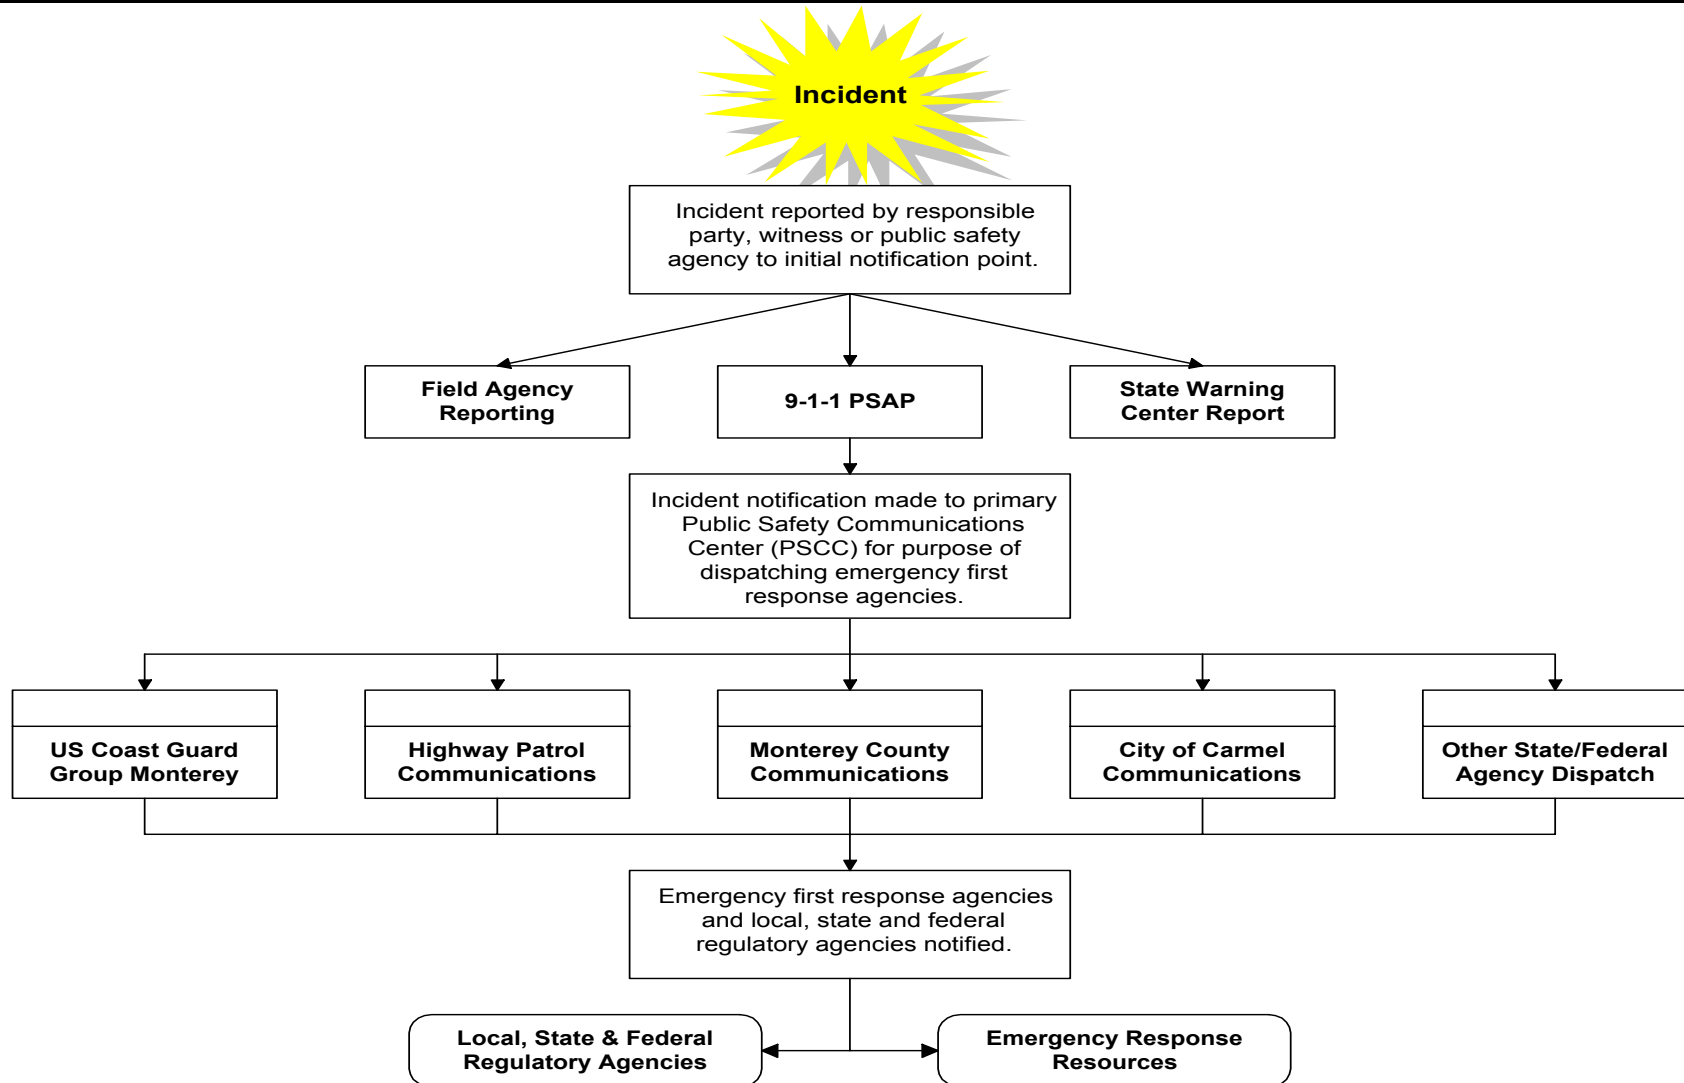 Incident
Incident reported by responsible
party, witness or public safety
agency to initial notification point.
Field Agency
Reporting
9-1-1 PSAP
State Warning
Center Report
Incident notification made to primary
Public Safety Communications
Center (PSCC) for purpose of
dispatching emergency first
response agencies.
US Coast Guard
Group Monterey
Highway Patrol
Communications
Monterey County
Communications
City of Carmel
Communications
Other State/Federal
Agency Dispatch
Emergency first response agencies
and local, state and federal
regulatory agencies notified.
Local, State & Federal
Regulatory Agencies
Emergency Response
Resources